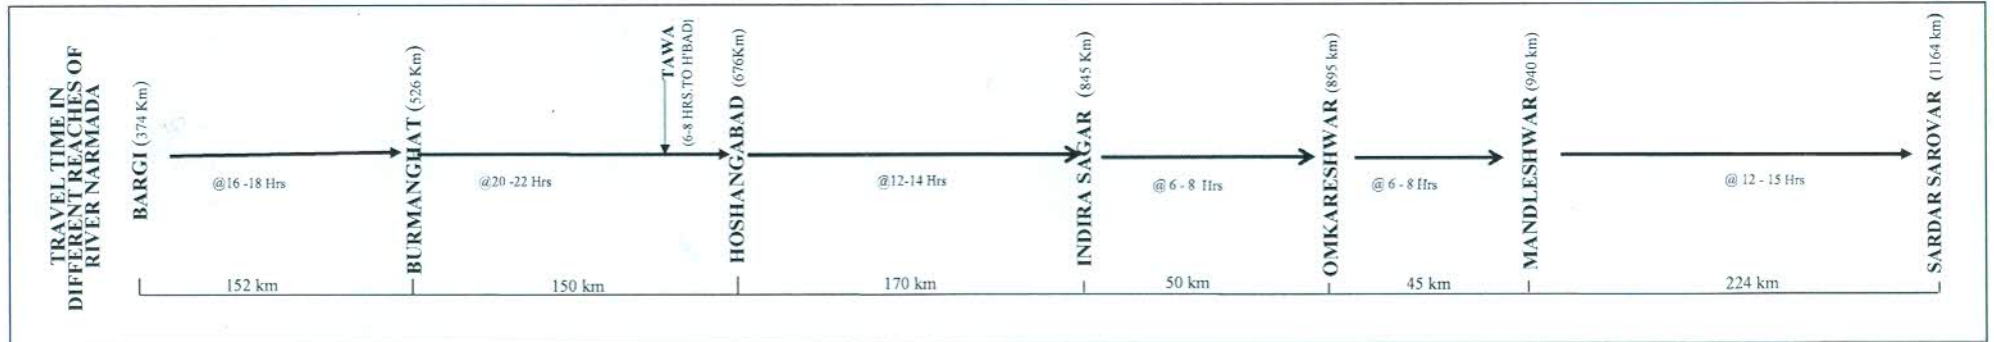 TRAVEL TIME IN
DIFFERENT REACHES OF
RIVER NARMADA
BARGI (374 Km)
BURMANGHAT (526 Km)
TAWA
(6-8 HRS.TO H'BAD)
HOSHANGABAD (676Km)
INDIRA SAGAR (845 Km)
OMKARESHWAR (895 km)
MANDLESHWAR (940 km)
SARDAR SAROVAR (1164 km)
@16 -18 Hrs
@20 -22 Hrs
@12-14 Hrs
@ 6 - 8 Hrs
@ 6 - 8 Hrs
@ 12 - 15 Hrs
152 km
150 km
170 km
50 km
45 km
224 km